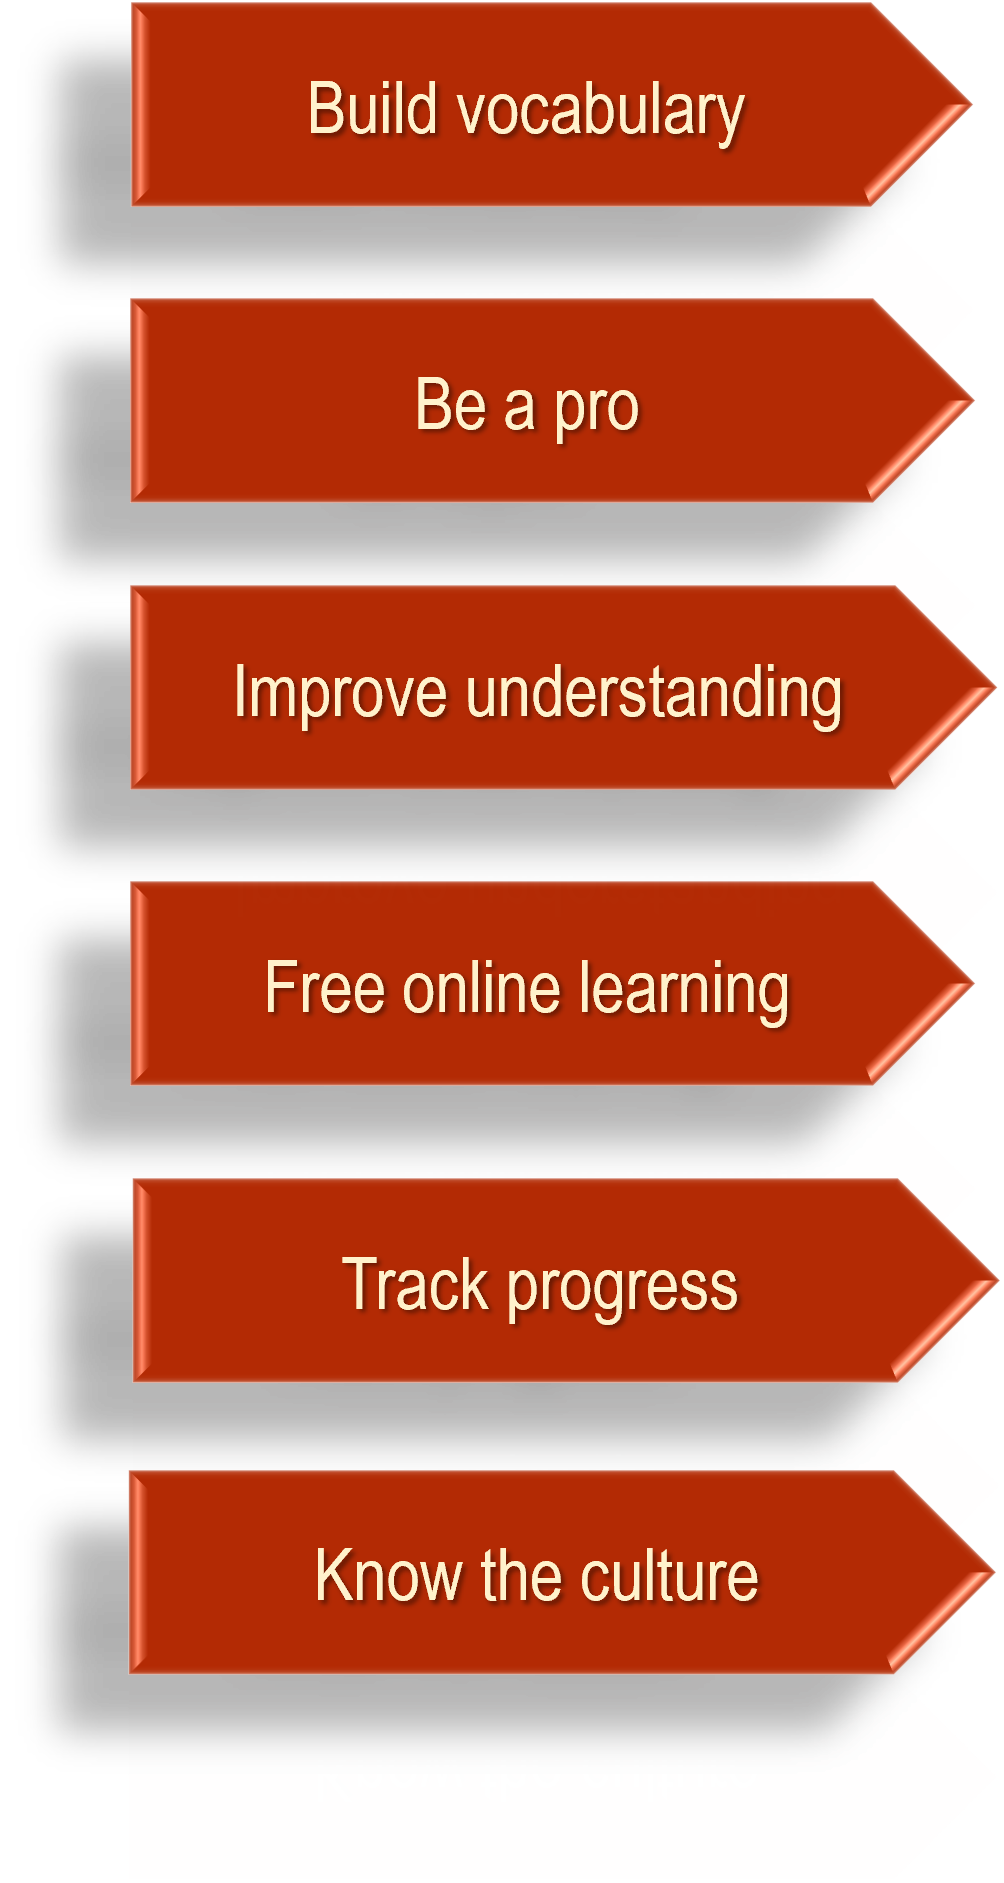 Build vocabulary
Be a pro
Improve understanding
Free online learning
Track progress
Know the culture